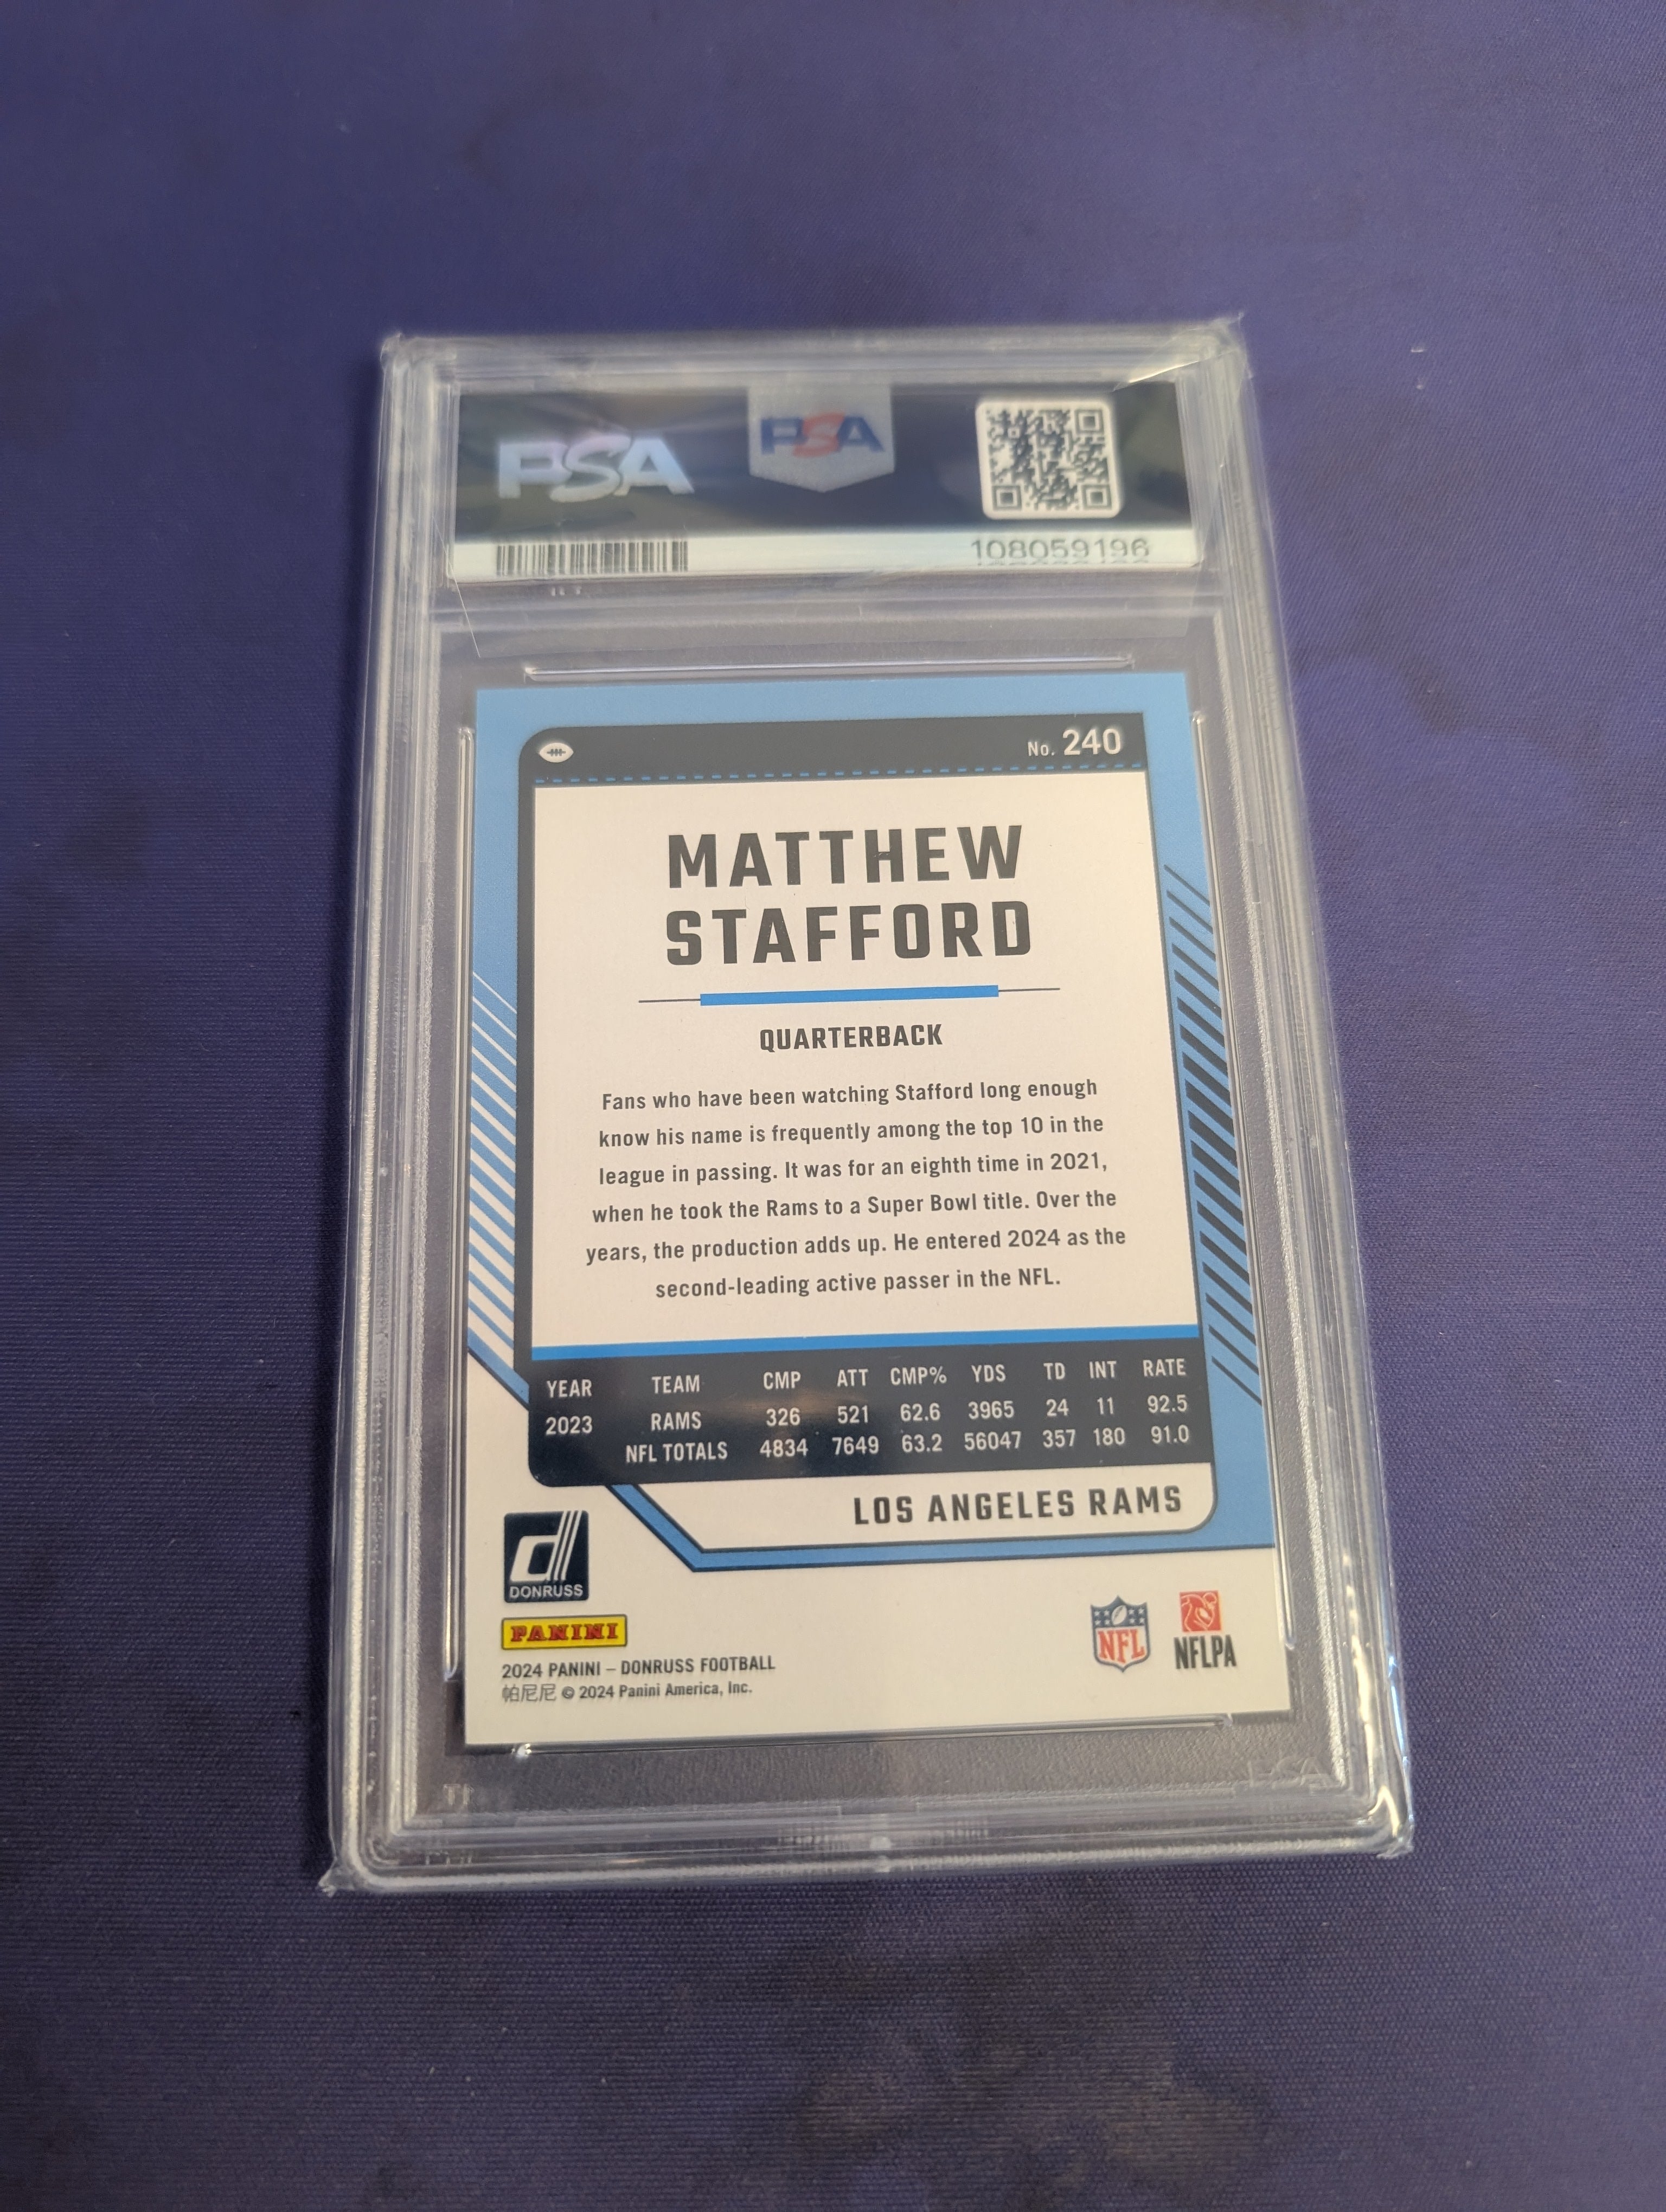 PSA
PSA
108059196
No. 240
MATTHEW
STAFFORD
QUARTERBACK
Fans who have been watching Stafford long enough
know his name is frequently among the top 10 in the
league in passing. It was for an eighth time in 2021,
when he took the Rams to a Super Bowl title. Over the
years, the production adds up. He entered 2024 as the
second-leading active passer in the NFL.
YEAR TEAM CMP ATT CMP% YDS TD INT RATE
2023 RAMS 326 521 62.6 3965 24 11 92.5
NFL TOTALS 4834 7649 63.2 56047 357 180 91.0
LOS ANGELES RAMS
d
DONRUSS
PANINI
NFL
NFLPA
2024 PANINI – DONRUSS FOOTBALL
帕尼尼 © 2024 Panini America, Inc.